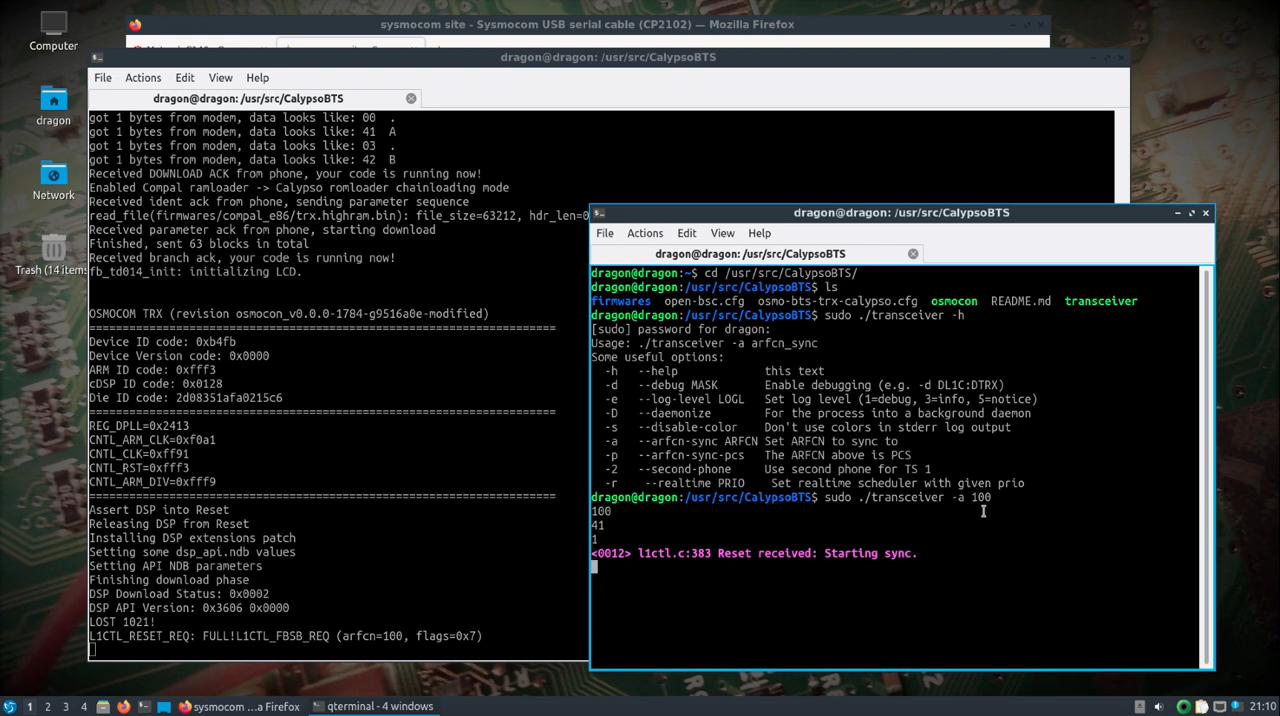 Computer
dragon
Network
Trash (14 items
sysmocom site - Sysmocom USB serial cable (CP2102) — Mozilla Firefox
dragon@dragon: /usr/src/CalypsoBTS
File Actions Edit View Help
dragon@dragon: /usr/src/CalypsoBTS
got 1 bytes from modem, data looks like: 00  .
got 1 bytes from modem, data looks like: 41  A
got 1 bytes from modem, data looks like: 03  .
got 1 bytes from modem, data looks like: 42  B
Received DOWNLOAD ACK from phone, your code is running now!
Enabled Compal ramloader -> Calypso romloader chainloading mode
Received ident ack from phone, sending parameter sequence
read_file(firmwares/compal_e86/trx.highram.bin): file_size=63212, hdr_len=0
Received parameter ack from phone, starting download
Finished, sent 63 blocks in total
Received branch ack, your code is running now!
fb_td014_init: initializing LCD.
OSMOCOM TRX (revision osmocon_v0.0.0-1784-g9516a0e-modified)
======================================================================
Device ID code: 0xb4fb
Device Version code: 0x0000
ARM ID code: 0xfff3
cDSP ID code: 0x0128
Die ID code: 2d08351afa0215c6
======================================================================
REG_DPLL=0x2413
CNTL_ARM_CLK=0xf0a1
CNTL_CLK=0xff91
CNTL_RST=0xfff3
CNTL_ARM_DIV=0xfff9
======================================================================
Assert DSP into Reset
Releasing DSP from Reset
Installing DSP extensions patch
Setting some dsp_api.ndb values
Setting API NDB parameters
Finishing download phase
DSP Download Status: 0x0002
DSP API Version: 0x3606 0x0000
LOST 1021!
L1CTL_RESET_REQ: FULL!L1CTL_FBSB_REQ (arfcn=100, flags=0x7)
dragon@dragon: /usr/src/CalypsoBTS
File Actions Edit View Help
dragon@dragon: /usr/src/CalypsoBTS
dragon@dragon:~$ cd /usr/src/CalypsoBTS/
dragon@dragon:/usr/src/CalypsoBTS$ ls
firmwares  open-bsc.cfg  osmo-bts-trx-calypso.cfg  osmocon  README.md  transceiver
dragon@dragon:/usr/src/CalypsoBTS$ sudo ./transceiver -h
[sudo] password for dragon:
Usage: ./transceiver -a arfcn_sync
Some useful options:
  -h   --help             this text
  -d   --debug MASK       Enable debugging (e.g. -d DL1C:DTRX)
  -e   --log-level LOGL   Set log level (1=debug, 3=info, 5=notice)
  -D   --daemonize        For the process into a background daemon
  -s   --disable-color    Don't use colors in stderr log output
  -a   --arfcn-sync ARFCN Set ARFCN to sync to
  -p   --arfcn-sync-pcs   The ARFCN above is PCS
  -2   --second-phone     Use second phone for TS 1
  -r   --realtime PRIO     Set realtime scheduler with given prio
dragon@dragon:/usr/src/CalypsoBTS$ sudo ./transceiver -a 100
100
41
1
<0012> l1ctl.c:383 Reset received: Starting sync.
1 2 3 4 sysmocom ...a Firefox qterminal - 4 windows 21:10